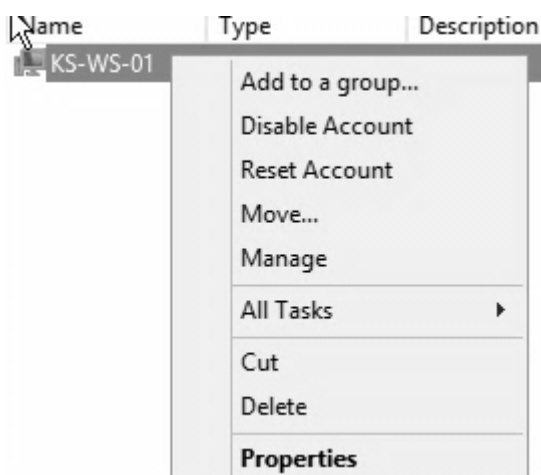 Name Type Description
KS-WS-01
Add to a group...
Disable Account
Reset Account
Move...
Manage
All Tasks
Cut
Delete
Properties